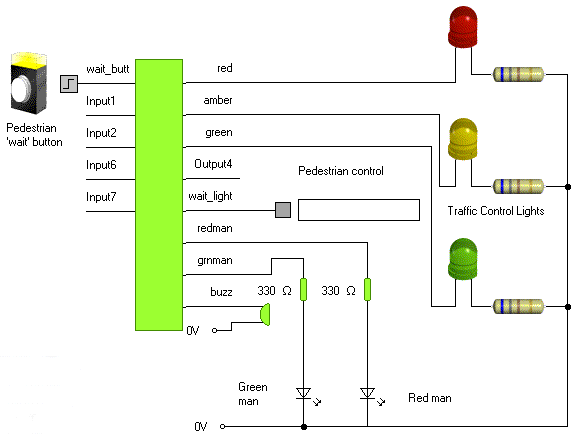 wait_butt
red
Input1
amber
Pedestrian
'wait' button
Input2
green
Input6
Output4
Pedestrian control
Input7
wait_light
Traffic Control Lights
redman
grnman
buzz
330 Ω
330 Ω
0V
Green
man
Red man
0V